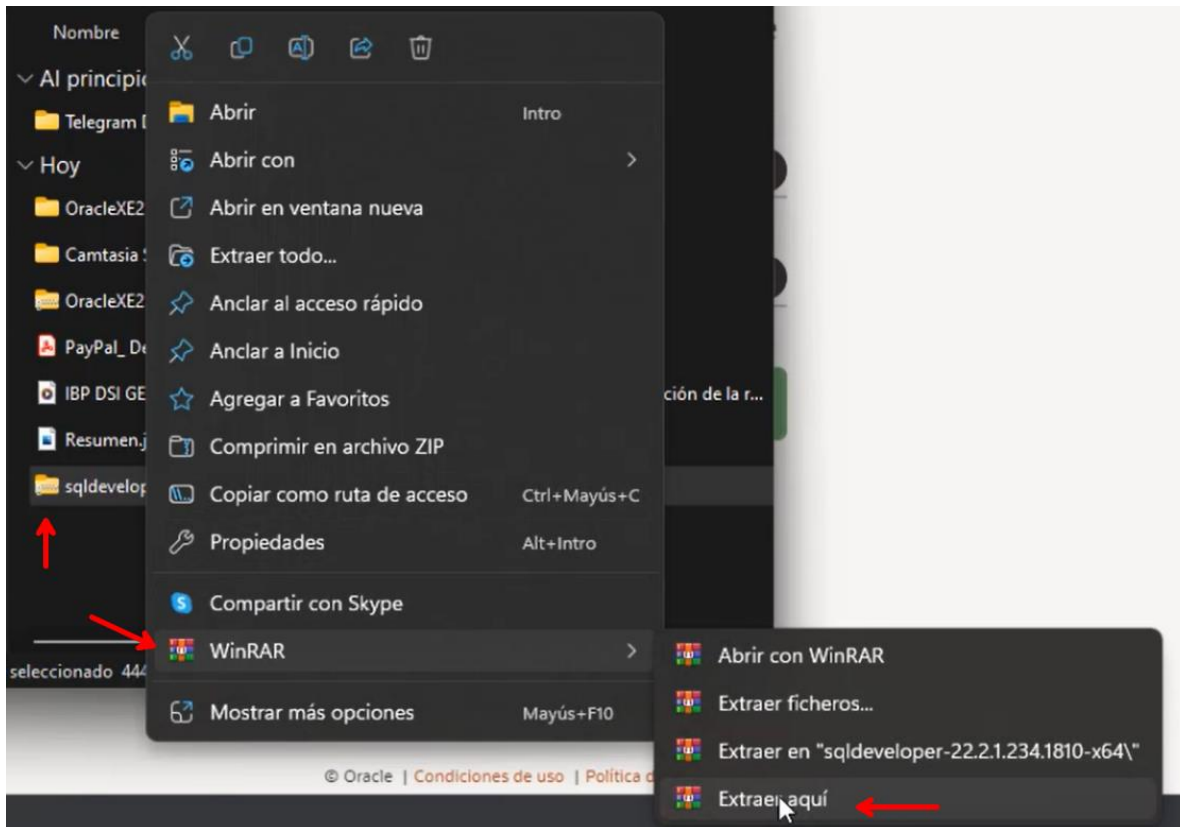 Nombre
Al principio
Telegram
Hoy
OracleXE2
Camtasia
OracleXE2
PayPal_ De
IBP DSI GE
ción de la r...
Resumen.j
sqldevelop
seleccionado 444
Abrir Intro
Abrir con
Abrir en ventana nueva
Extraer todo...
Anclar al acceso rápido
Anclar a Inicio
Agregar a Favoritos
Comprimir en archivo ZIP
Copiar como ruta de acceso Ctrl+Mayús+C
Propiedades Alt+Intro
Compartir con Skype
WinRAR
Mostrar más opciones Mayús+F10
Abrir con WinRAR
Extraer ficheros...
Extraer en "sqldeveloper-22.2.1.234.1810-x64\"
Extraer aquí
© Oracle | Condiciones de uso | Política d